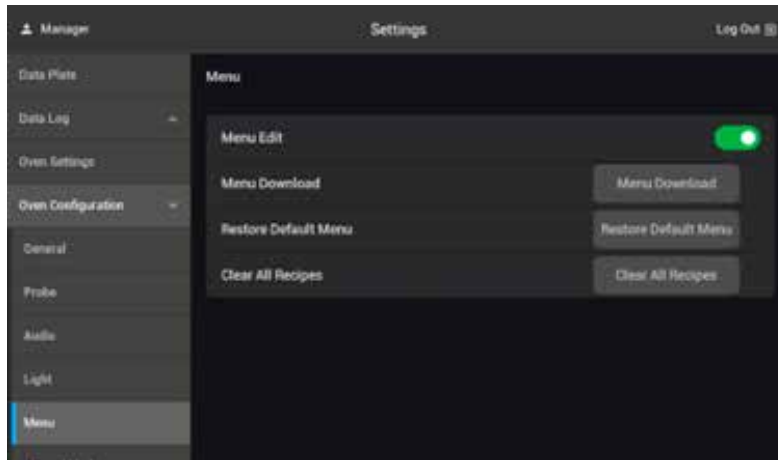 Manager Settings Log Out
Data Plate
Menu
Data Log
Menu Edit
Oven Settings
Menu Download Menu Download
Oven Configuration
Restore Default Menu Restore Default Menu
General
Clear All Recipes Clear All Recipes
Probe
Audio
Light
Menu